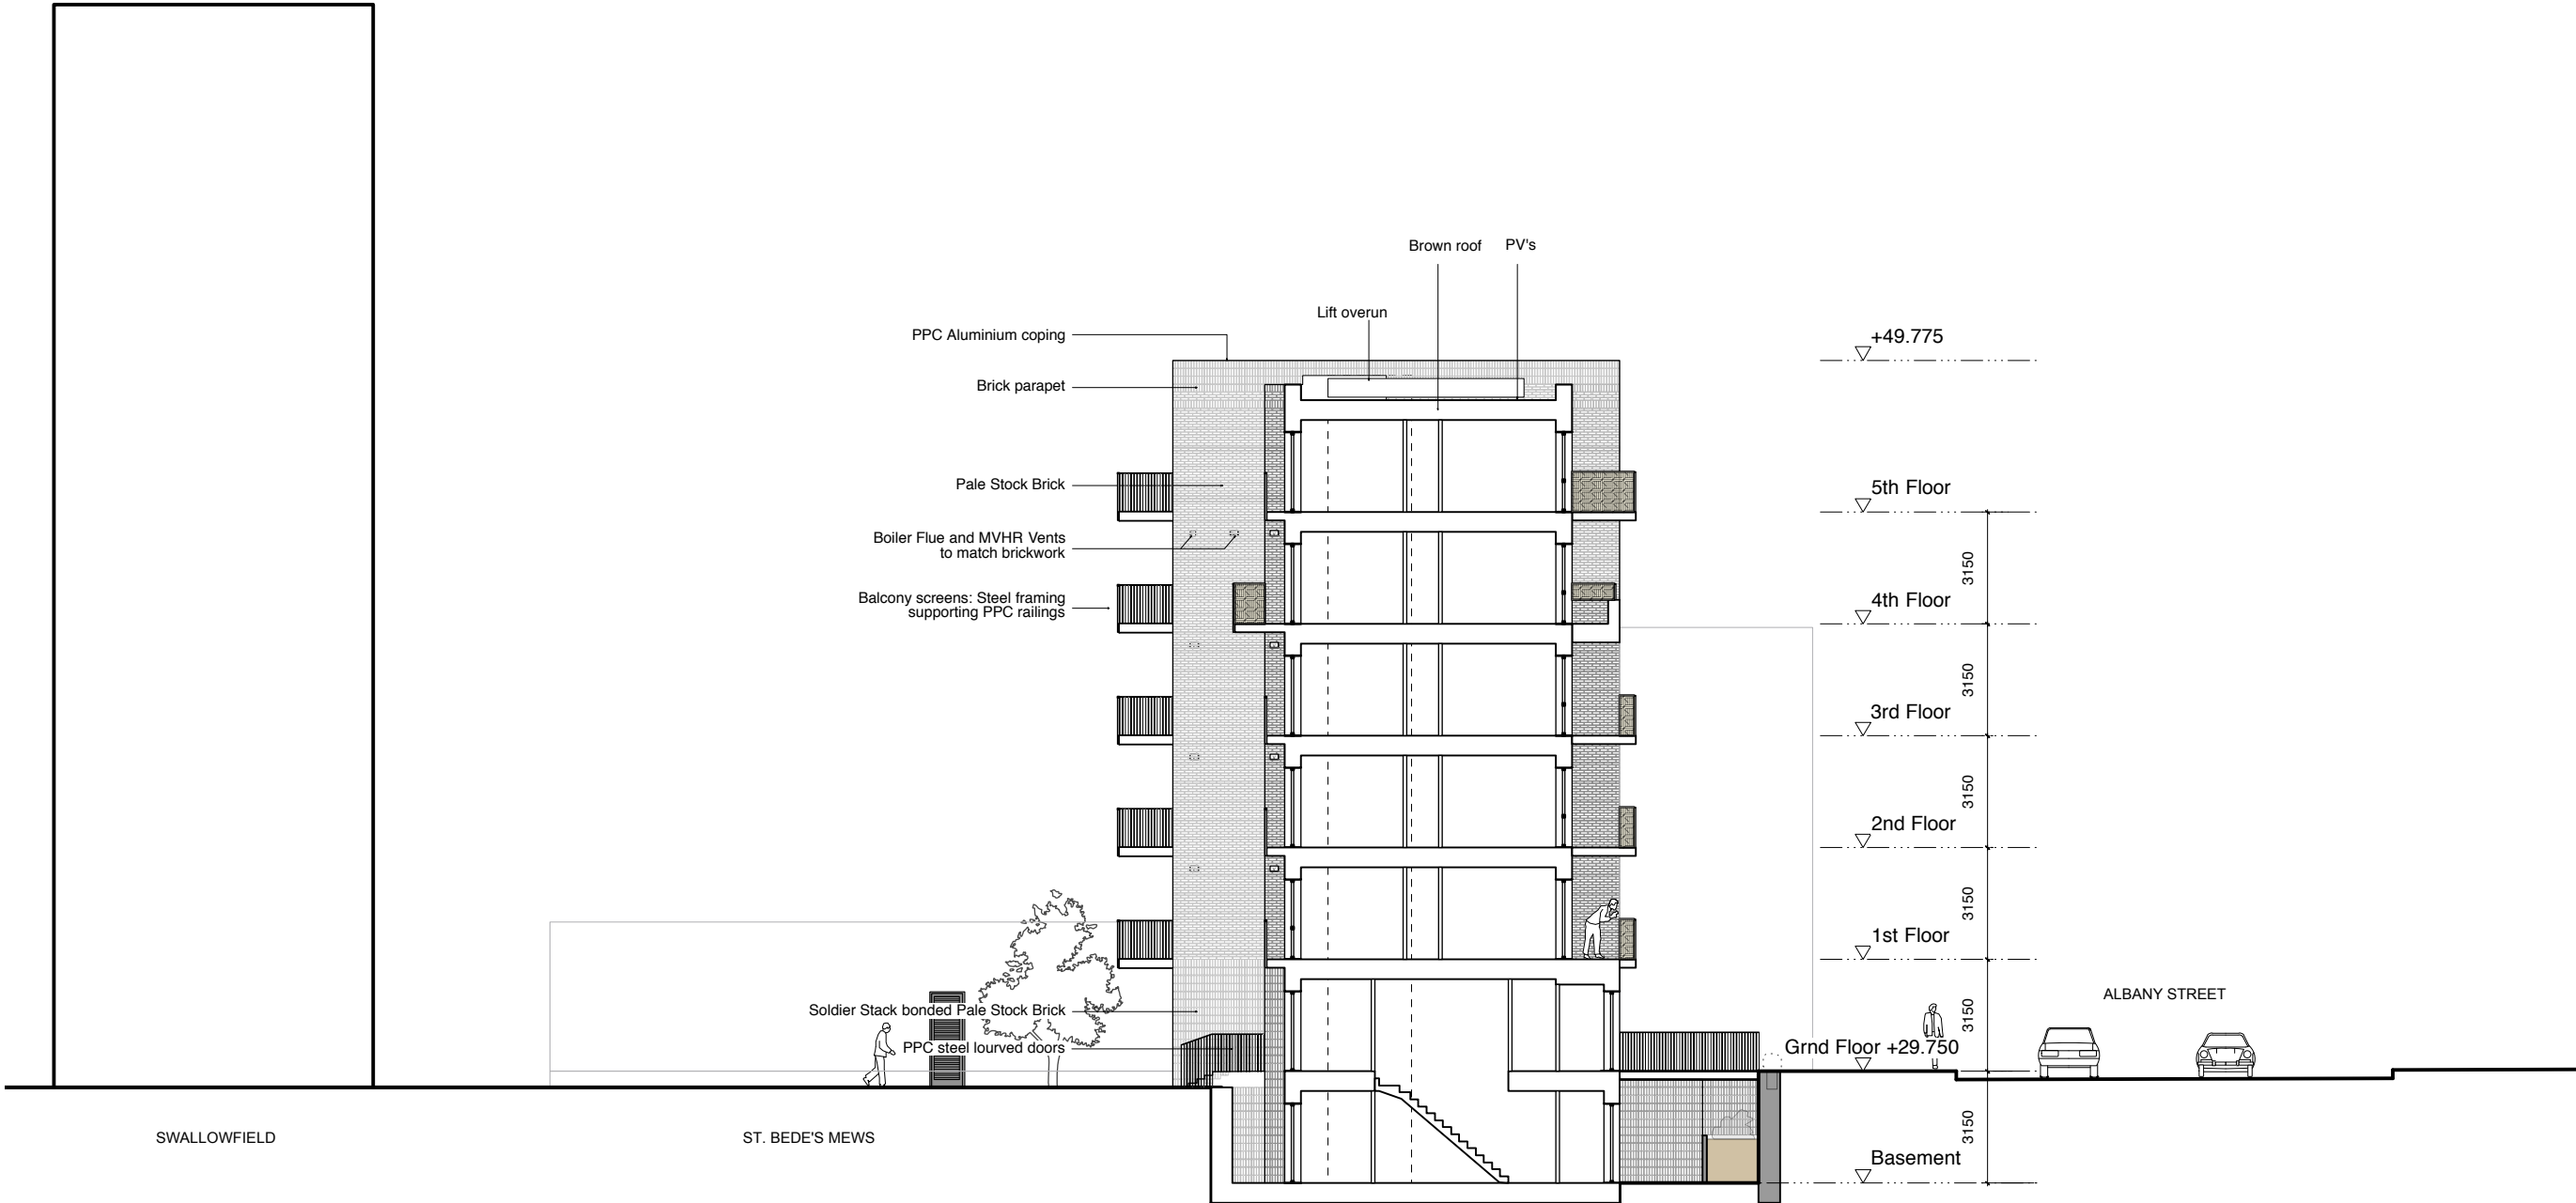 Brown roof
PV's
Lift overun
PPC Aluminium coping
+49.775
Brick parapet
Pale Stock Brick
5th Floor
Boiler Flue and MVHR Vents
to match brickwork
3150
Balcony screens: Steel framing
supporting PPC railings
4th Floor
3150
3rd Floor
3150
2nd Floor
3150
1st Floor
ALBANY STREET
Soldier Stack bonded Pale Stock Brick
3150
PPC steel lourved doors
Grnd Floor +29.750
SWALLOWFIELD
ST. BEDE'S MEWS
3150
Basement